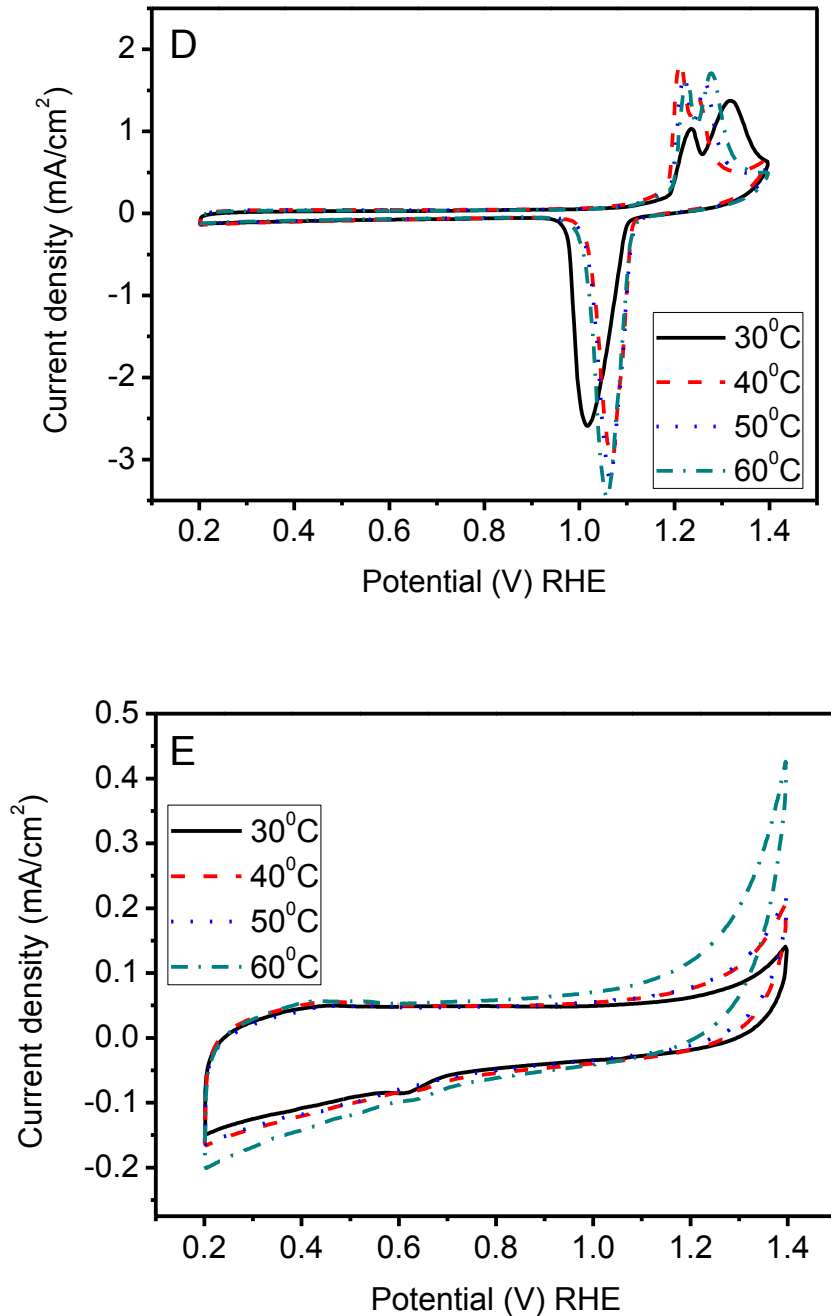 D
2
1
0
-1
-2
-3
Current density (mA/cm²)
30⁰C
40⁰C
50⁰C
60⁰C
0.2 0.4 0.6 0.8 1.0 1.2 1.4
Potential (V) RHE
E
0.5
0.4
0.3
0.2
0.1
0.0
-0.1
-0.2
Current density (mA/cm²)
30⁰C
40⁰C
50⁰C
60⁰C
0.2 0.4 0.6 0.8 1.0 1.2 1.4
Potential (V) RHE